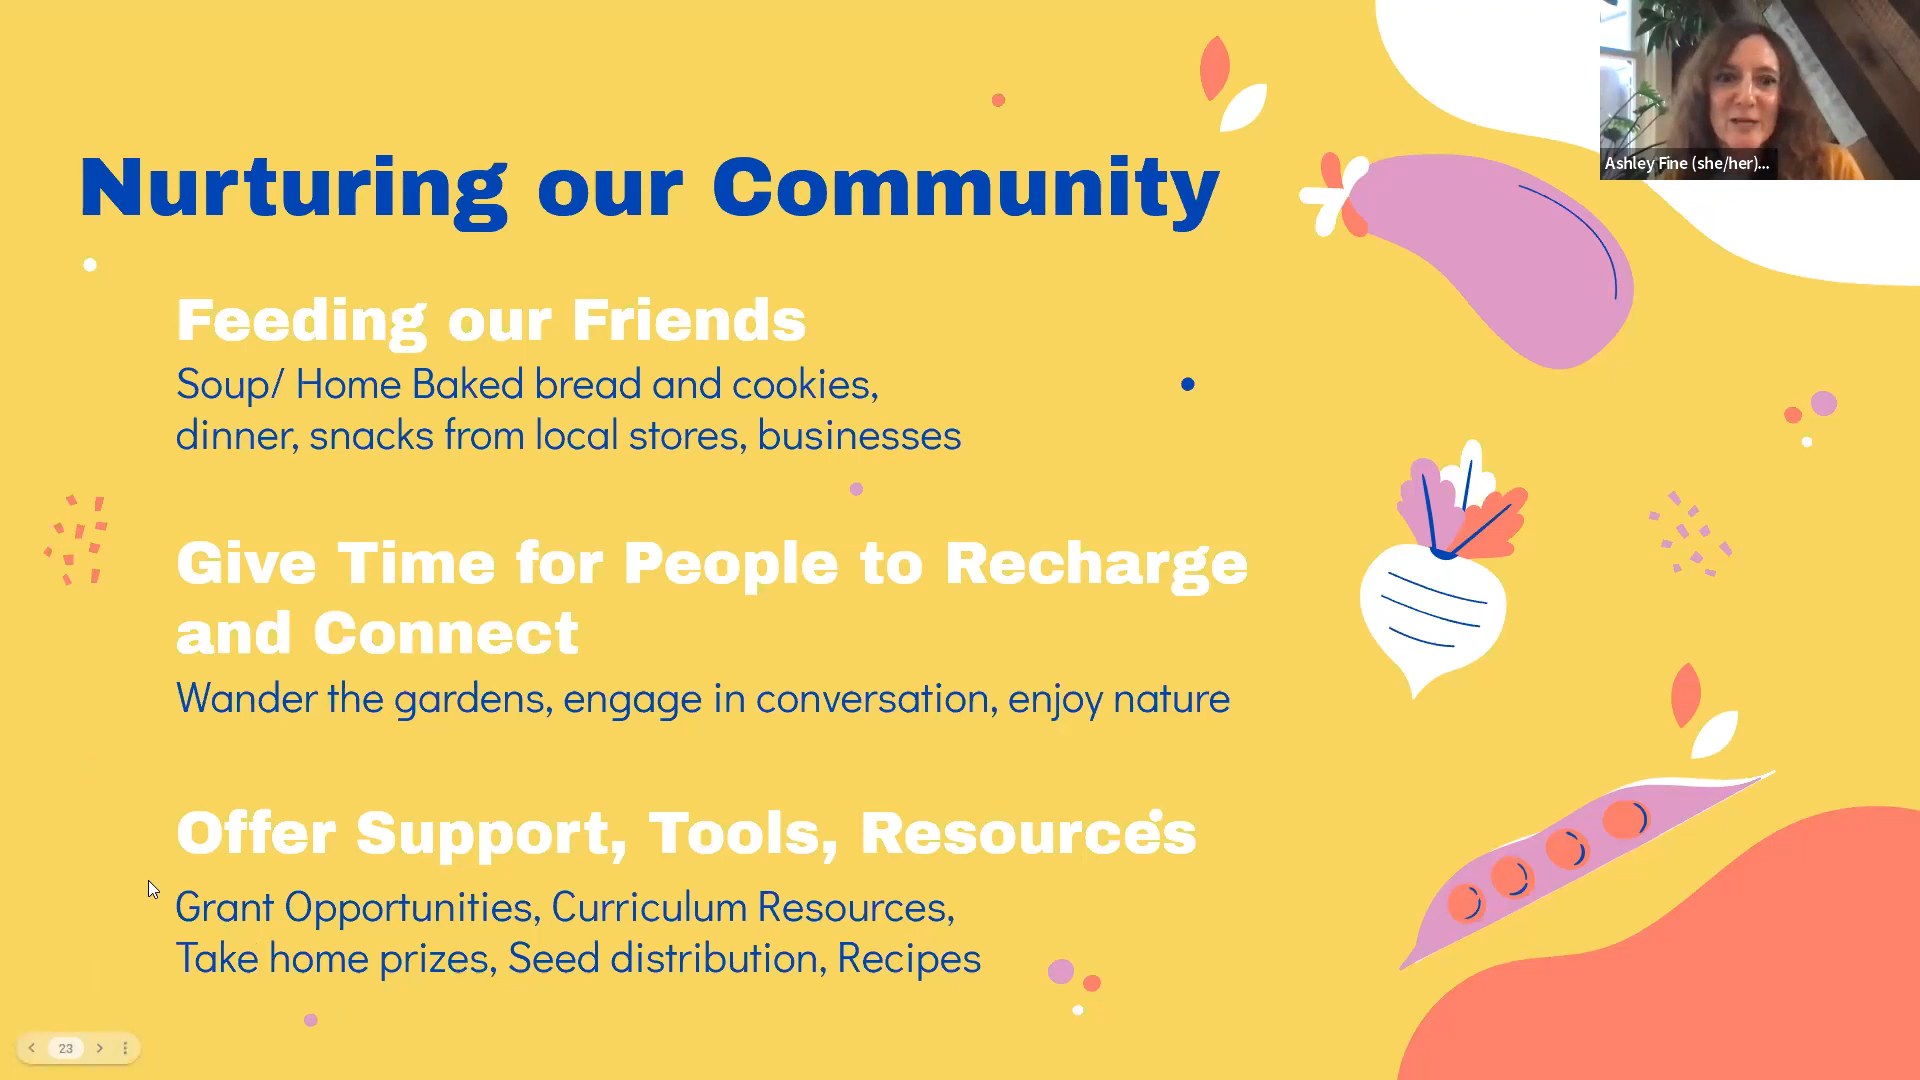 Ashley Fine (she/her)...
Nurturing our Community
Feeding our Friends
Soup/ Home Baked bread and cookies,
dinner, snacks from local stores, businesses
Give Time for People to Recharge
and Connect
Wander the gardens, engage in conversation, enjoy nature
Offer Support, Tools, Resources
Grant Opportunities, Curriculum Resources,
Take home prizes, Seed distribution, Recipes
23